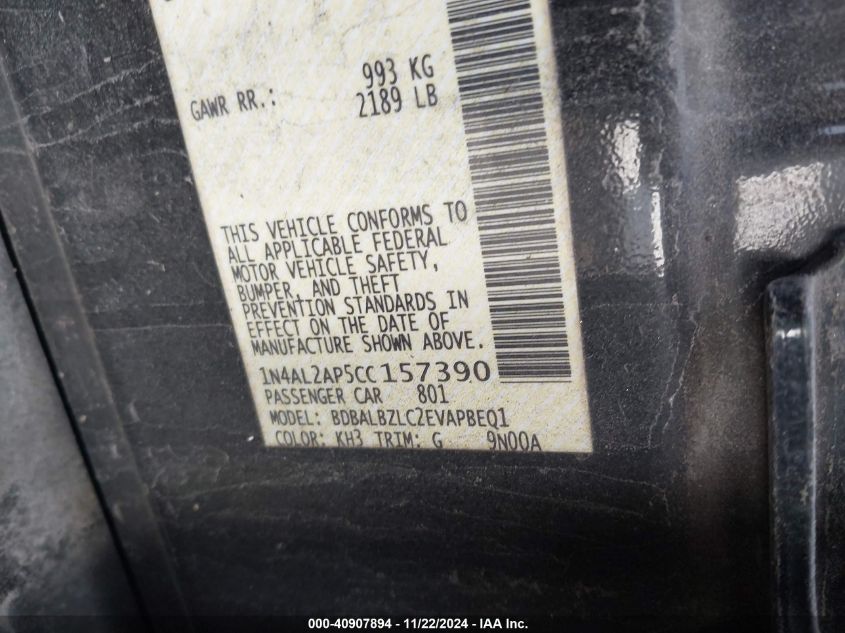 993 KG
GAWR RR.: 2189 LB
THIS VEHICLE CONFORMS TO
ALL APPLICABLE FEDERAL
MOTOR VEHICLE SAFETY,
BUMPER, AND THEFT
PREVENTION STANDARDS IN
EFFECT ON THE DATE OF
MANUFACTURE SHOWN ABOVE.
1N4AL2AP5CC157390
PASSENGER CAR 801
MODEL: BDBALBZLC2EVAPBEQ1
COLOR: KH3 TRIM: G 9N00A
000-40907894 - 11/22/2024 - IAA Inc.